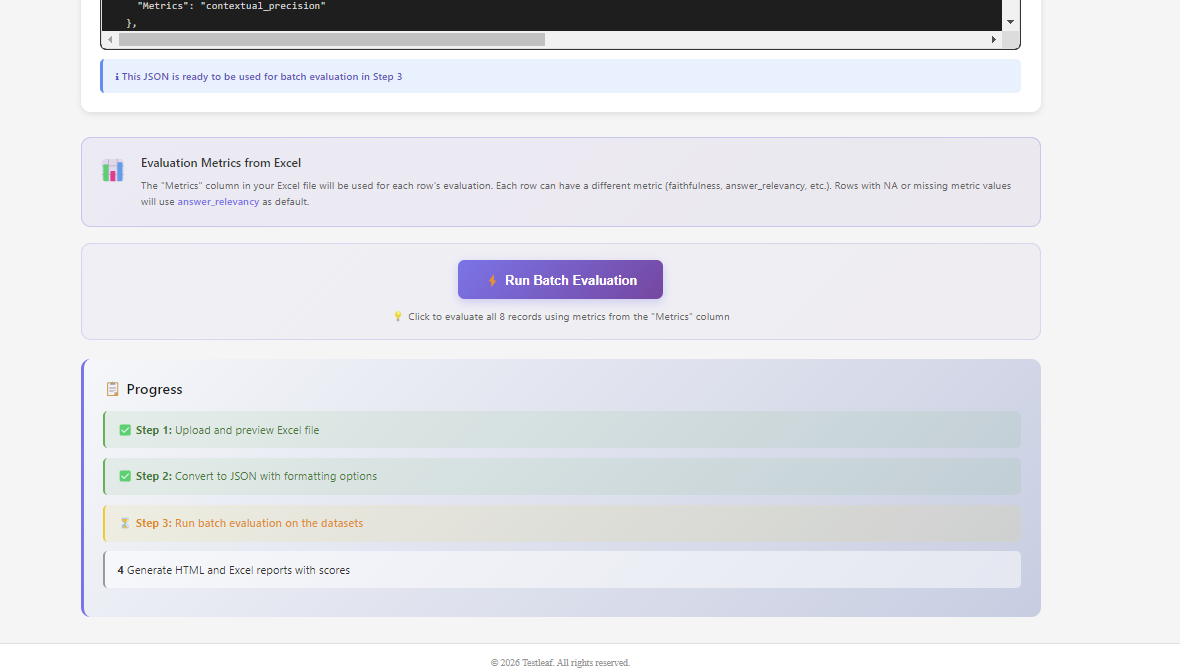 "Metrics": "contextual_precision"
},
ℹ This JSON is ready to be used for batch evaluation in Step 3
Evaluation Metrics from Excel
The "Metrics" column in your Excel file will be used for each row's evaluation. Each row can have a different metric (faithfulness, answer_relevancy, etc.). Rows with NA or missing metric values
will use answer_relevancy as default.
Run Batch Evaluation
Click to evaluate all 8 records using metrics from the "Metrics" column
Progress
Step 1: Upload and preview Excel file
Step 2: Convert to JSON with formatting options
Step 3: Run batch evaluation on the datasets
4 Generate HTML and Excel reports with scores
© 2026 Testleaf. All rights reserved.